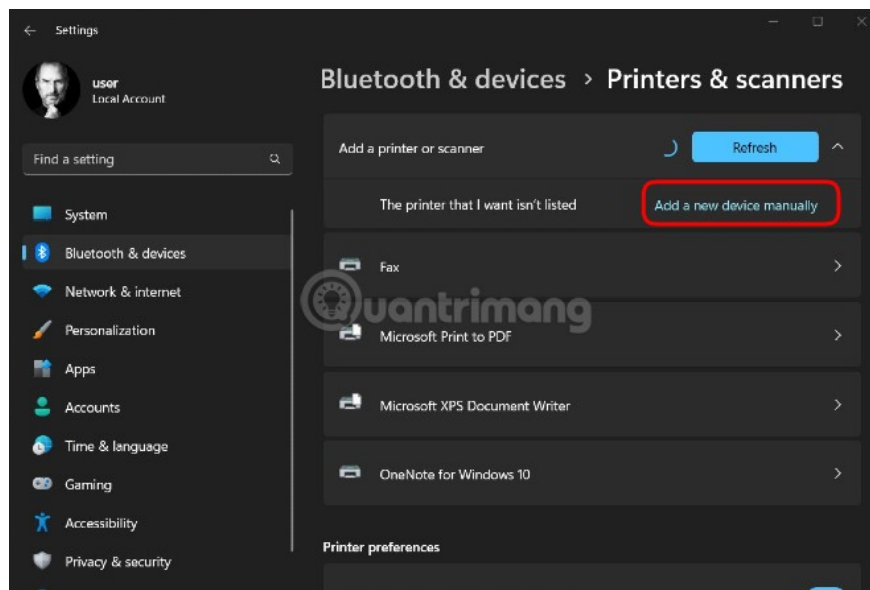 Settings
user
Local Account
Find a setting
System
Bluetooth & devices
Network & internet
Personalization
Apps
Accounts
Time & language
Gaming
Accessibility
Privacy & security
Bluetooth & devices > Printers & scanners
Add a printer or scanner
Refresh
The printer that I want isn't listed
Add a new device manually
Fax
Quantrimang
Microsoft Print to PDF
Microsoft XPS Document Writer
OneNote for Windows 10
Printer preferences